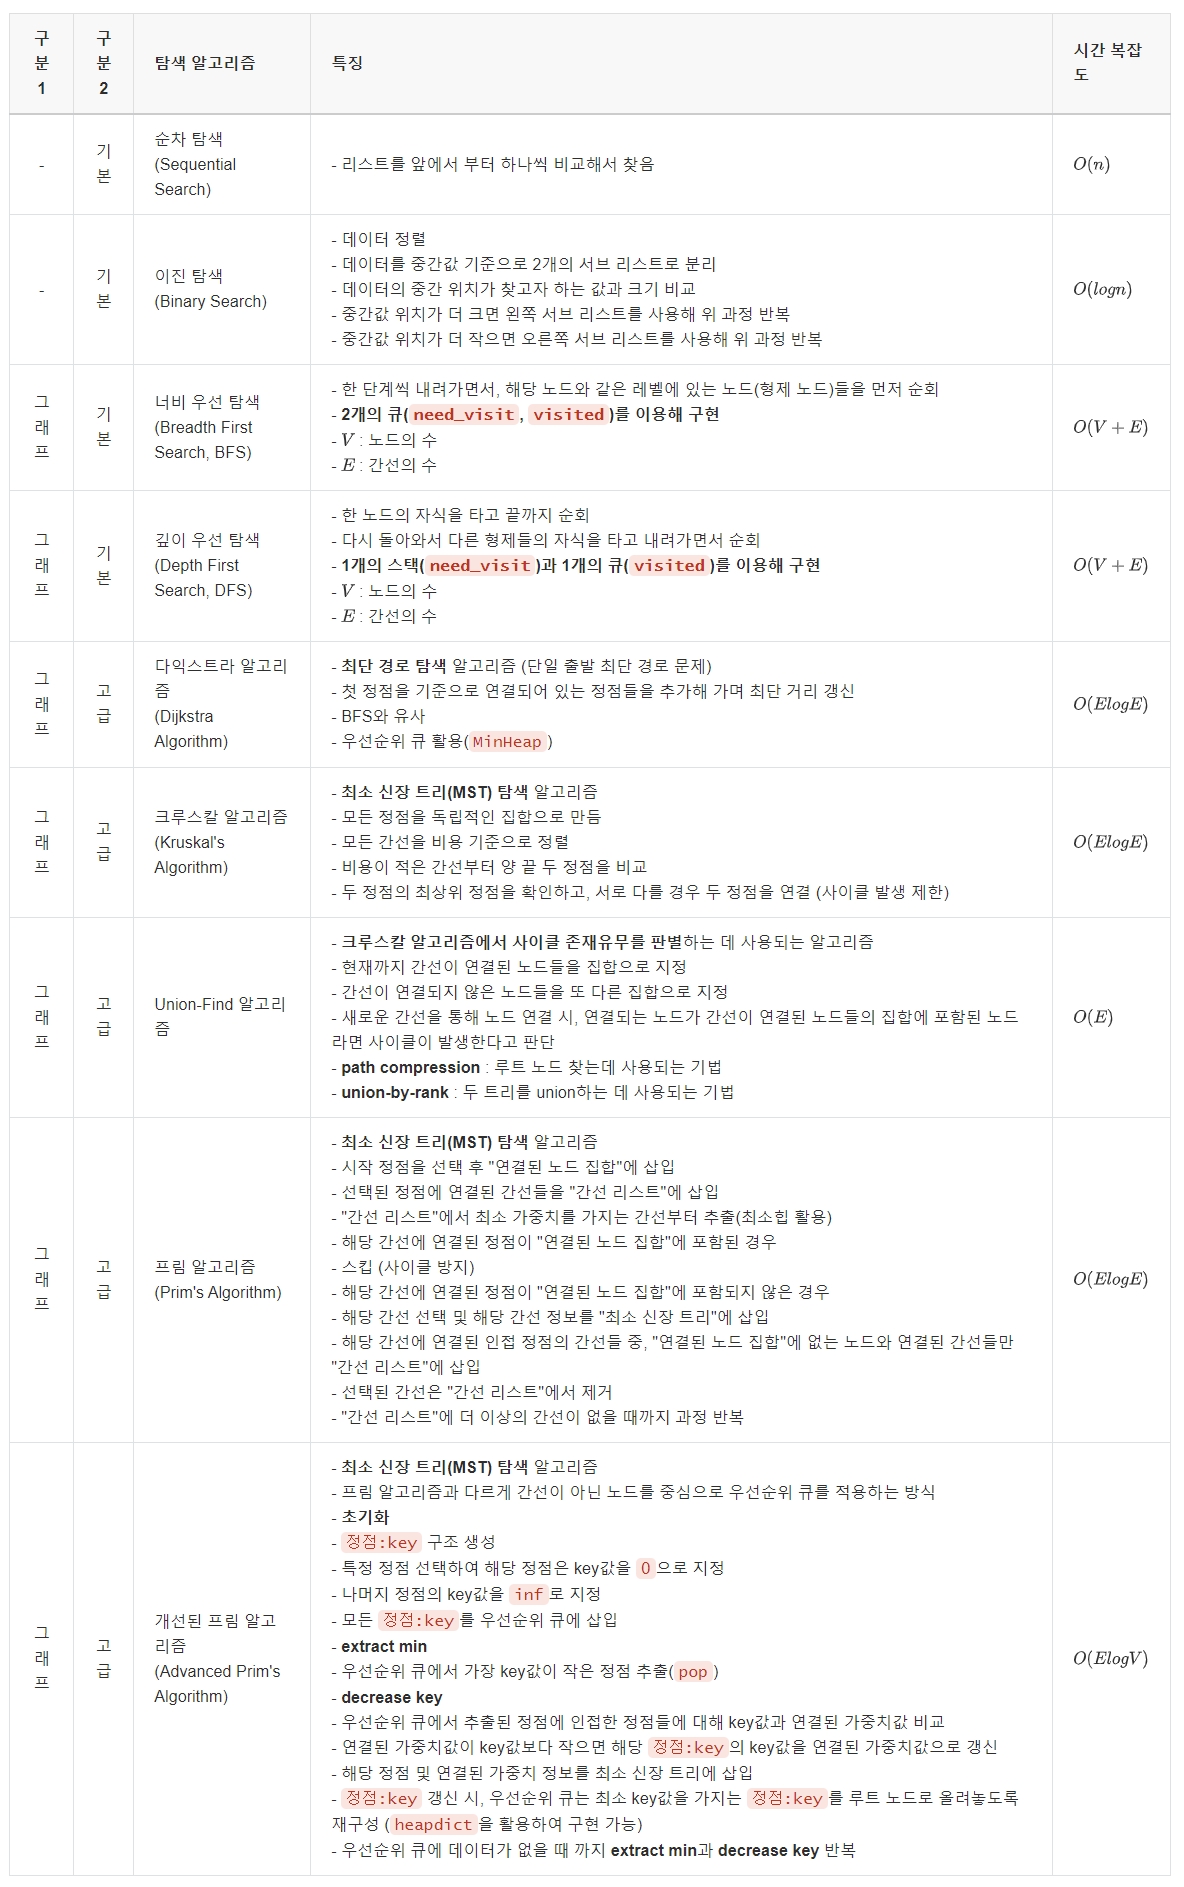 구
분
1
구
분
2
탐색 알고리즘
특징
시간 복잡
도
-
기
본
순차 탐색
(Sequential
Search)
- 리스트를 앞에서 부터 하나씩 비교해서 찾음
O(n)
-
기
본
이진 탐색
(Binary Search)
- 데이터 정렬
- 데이터를 중간값 기준으로 2개의 서브 리스트로 분리
- 데이터의 중간 위치가 찾고자 하는 값과 크기 비교
- 중간값 위치가 더 크면 왼쪽 서브 리스트를 사용해 위 과정 반복
- 중간값 위치가 더 작으면 오른쪽 서브 리스트를 사용해 위 과정 반복
O(logn)
그
래
프
기
본
너비 우선 탐색
(Breadth First
Search, BFS)
- 한 단계씩 내려가면서, 해당 노드와 같은 레벨에 있는 노드(형제 노드)들을 먼저 순회
- 2개의 큐(need_visit, visited)를 이용해 구현
- V : 노드의 수
- E : 간선의 수
O(V + E)
그
래
프
기
본
깊이 우선 탐색
(Depth First
Search, DFS)
- 한 노드의 자식을 타고 끝까지 순회
- 다시 돌아와서 다른 형제들의 자식을 타고 내려가면서 순회
- 1개의 스택(need_visit)과 1개의 큐(visited)를 이용해 구현
- V : 노드의 수
- E : 간선의 수
O(V + E)
그
래
프
고
급
다익스트라 알고리
즘
(Dijkstra
Algorithm)
- 최단 경로 탐색 알고리즘 (단일 출발 최단 경로 문제)
- 첫 정점을 기준으로 연결되어 있는 정점들을 추가해 가며 최단 거리 갱신
- BFS와 유사
- 우선순위 큐 활용(MinHeap)
O(ElogE)
그
래
프
고
급
크루스칼 알고리즘
(Kruskal's
Algorithm)
- 최소 신장 트리(MST) 탐색 알고리즘
- 모든 정점을 독립적인 집합으로 만듬
- 모든 간선을 비용 기준으로 정렬
- 비용이 적은 간선부터 양 끝 두 정점을 비교
- 두 정점의 최상위 정점을 확인하고, 서로 다를 경우 두 정점을 연결 (사이클 발생 제한)
O(ElogE)
그
래
프
고
급
Union-Find 알고리
즘
- 크루스칼 알고리즘에서 사이클 존재유무를 판별하는 데 사용되는 알고리즘
- 현재까지 간선이 연결된 노드들을 집합으로 지정
- 간선이 연결되지 않은 노드들을 또 다른 집합으로 지정
- 새로운 간선을 통해 노드 연결 시, 연결되는 노드가 간선이 연결된 노드들의 집합에 포함된 노드
라면 사이클이 발생한다고 판단
- path compression : 루트 노드 찾는데 사용되는 기법
- union-by-rank : 두 트리를 union하는 데 사용되는 기법
O(E)
그
래
프
고
급
프림 알고리즘
(Prim's Algorithm)
- 최소 신장 트리(MST) 탐색 알고리즘
- 시작 정점을 선택 후 "연결된 노드 집합"에 삽입
- 선택된 정점에 연결된 간선들을 "간선 리스트"에 삽입
- "간선 리스트"에서 최소 가중치를 가지는 간선부터 추출(최소힙 활용)
- 해당 간선에 연결된 정점이 "연결된 노드 집합"에 포함된 경우
- 스킵 (사이클 방지)
- 해당 간선에 연결된 정점이 "연결된 노드 집합"에 포함되지 않은 경우
- 해당 간선 선택 및 해당 간선 정보를 "최소 신장 트리"에 삽입
- 해당 간선에 연결된 인접 정점의 간선들 중, "연결된 노드 집합"에 없는 노드와 연결된 간선들만
"간선 리스트"에 삽입
- 선택된 간선은 "간선 리스트"에서 제거
- "간선 리스트"에 더 이상의 간선이 없을 때까지 과정 반복
O(ElogE)
그
래
프
고
급
개선된 프림 알고
리즘
(Advanced Prim's
Algorithm)
- 최소 신장 트리(MST) 탐색 알고리즘
- 프림 알고리즘과 다르게 간선이 아닌 노드를 중심으로 우선순위 큐를 적용하는 방식
- 초기화
- 정점:key 구조 생성
- 특정 정점 선택하여 해당 정점은 key값을 0으로 지정
- 나머지 정점의 key값을 inf로 지정
- 모든 정점:key를 우선순위 큐에 삽입
- extract min
- 우선순위 큐에서 가장 key값이 작은 정점 추출(pop)
- decrease key
- 우선순위 큐에서 추출된 정점에 인접한 정점들에 대해 key값과 연결된 가중치값 비교
- 연결된 가중치값이 key값보다 작으면 해당 정점:key의 key값을 연결된 가중치값으로 갱신
- 해당 정점 및 연결된 가중치 정보를 최소 신장 트리에 삽입
- 정점:key 갱신 시, 우선순위 큐는 최소 key값을 가지는 정점:key를 루트 노드로 올려놓도록
재구성 (heapdict을 활용하여 구현 가능)
- 우선순위 큐에 데이터가 없을 때 까지 extract min과 decrease key 반복
O(ElogV)